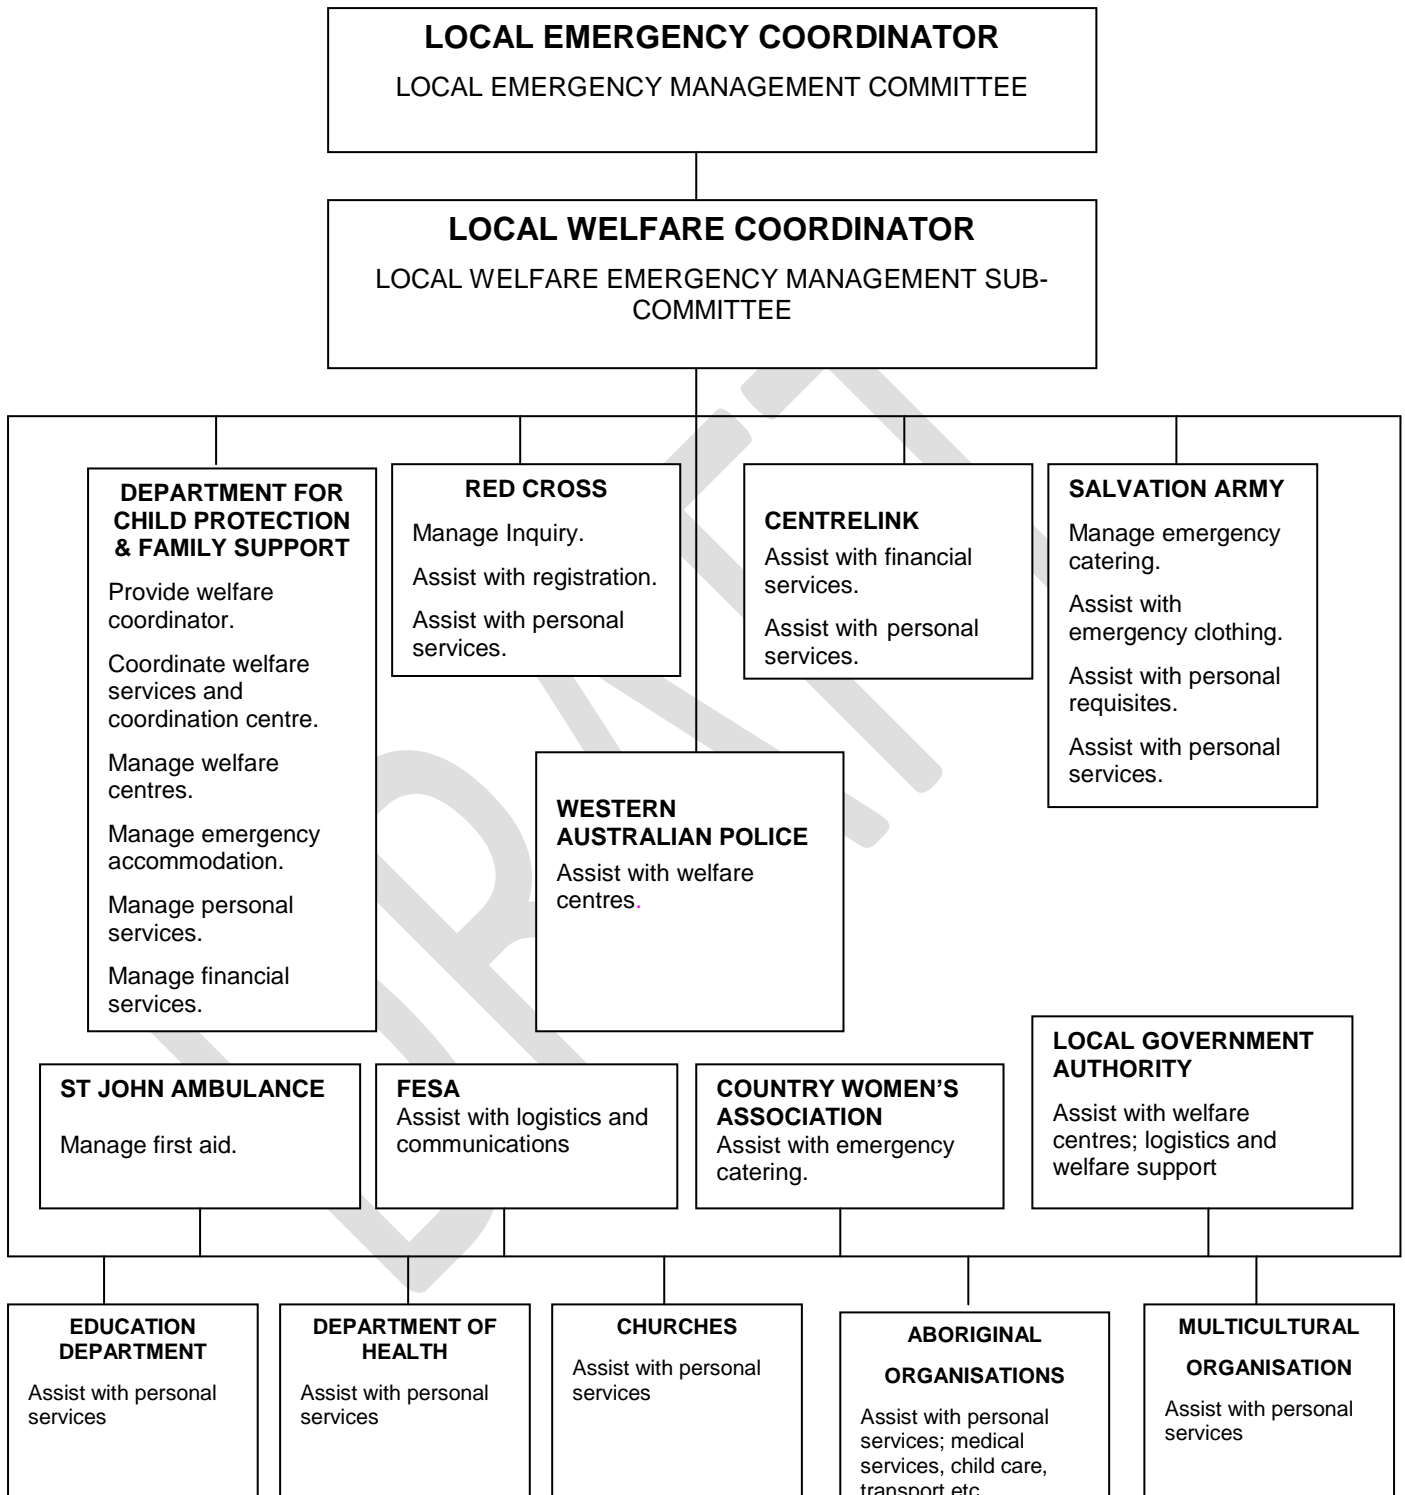 LOCAL EMERGENCY COORDINATOR
LOCAL EMERGENCY MANAGEMENT COMMITTEE
LOCAL WELFARE COORDINATOR
LOCAL WELFARE EMERGENCY MANAGEMENT SUB-
COMMITTEE
DEPARTMENT FOR
CHILD PROTECTION
& FAMILY SUPPORT
Provide welfare
coordinator.
Coordinate welfare
services and
coordination centre.
Manage welfare
centres.
Manage emergency
accommodation.
Manage personal
services.
Manage financial
services.
RED CROSS
Manage Inquiry.
Assist with registration.
Assist with personal
services.
CENTRELINK
Assist with financial
services.
Assist with personal
services.
SALVATION ARMY
Manage emergency
catering.
Assist with
emergency clothing.
Assist with personal
requisites.
Assist with personal
services.
WESTERN
AUSTRALIAN POLICE
Assist with welfare
centres.
ST JOHN AMBULANCE
Manage first aid.
FESA
Assist with logistics and
communications
COUNTRY WOMEN’S
ASSOCIATION
Assist with emergency
catering.
LOCAL GOVERNMENT
AUTHORITY
Assist with welfare
centres; logistics and
welfare support
EDUCATION
DEPARTMENT
Assist with personal
services
DEPARTMENT OF
HEALTH
Assist with personal
services
CHURCHES
Assist with personal
services
ABORIGINAL
ORGANISATIONS
Assist with personal
services; medical
services, child care,
transport etc
MULTICULTURAL
ORGANISATION
Assist with personal
services
DRAFT